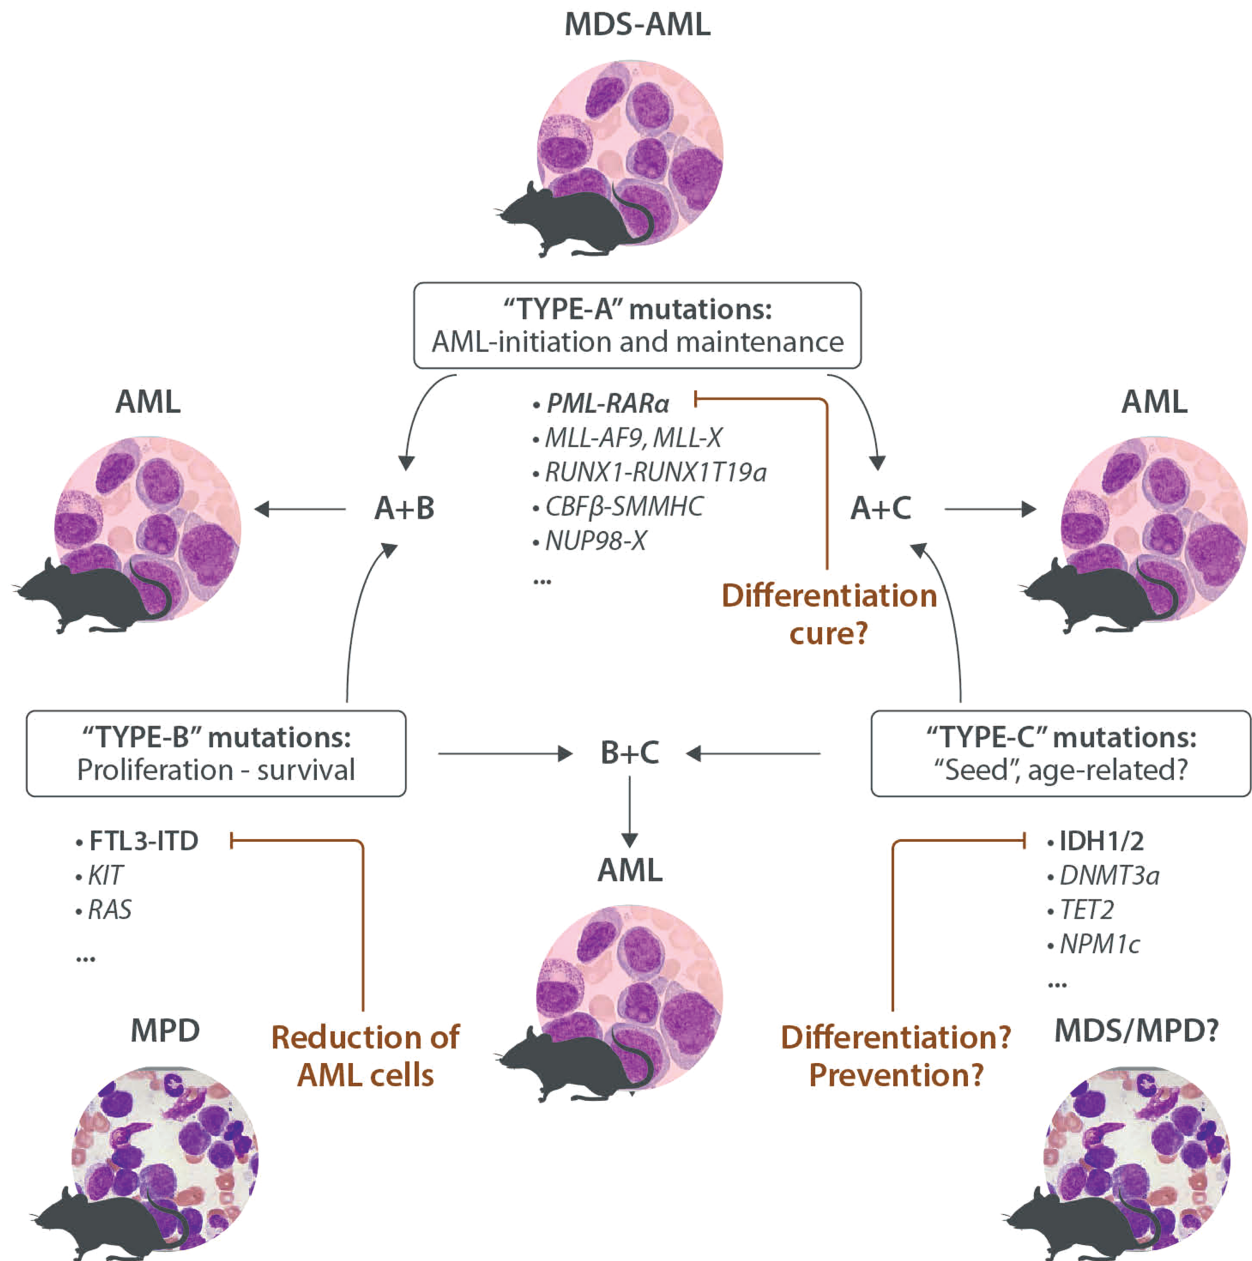 MDS-AML
“TYPE-A” mutations:
AML-initiation and maintenance
AML
• PML-RARα
• MLL-AF9, MLL-X
• RUNX1-RUNX1T19a
• CBFβ-SMMHC
• NUP98-X
...
AML
A+B
A+C
Differentiation
cure?
“TYPE-B” mutations:
Proliferation - survival
B+C
“TYPE-C” mutations:
“Seed”, age-related?
• FTL3-ITD
• KIT
• RAS
...
AML
• IDH1/2
• DNMT3a
• TET2
• NPM1c
...
MPD
Reduction of
AML cells
Differentiation?
Prevention?
MDS/MPD?